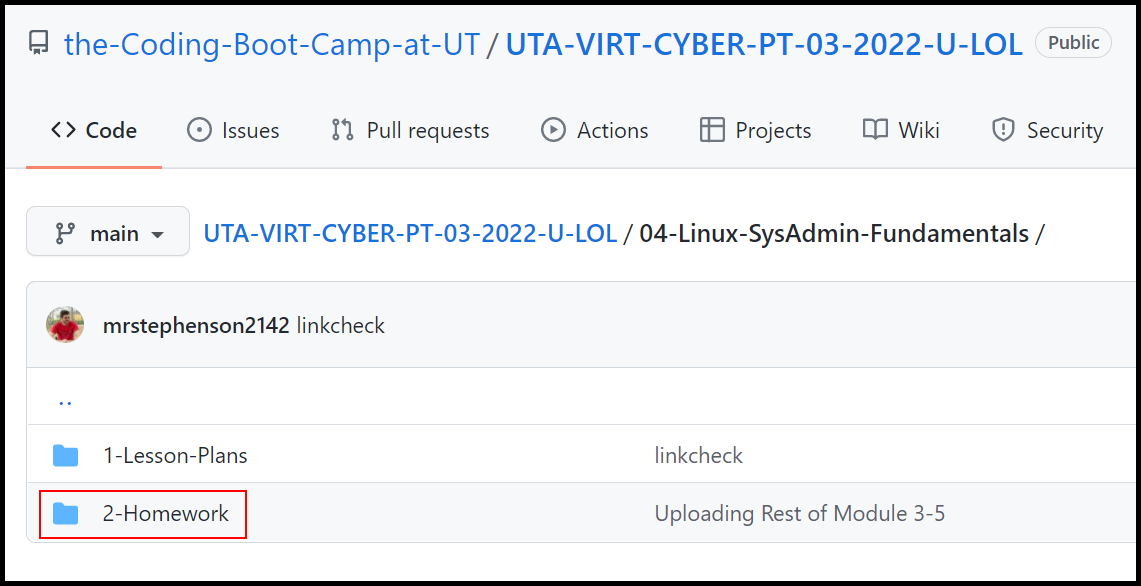 the-Coding-Boot-Camp-at-UT / UTA-VIRT-CYBER-PT-03-2022-U-LOL Public
Code Issues Pull requests Actions Projects Wiki Security
main UTA-VIRT-CYBER-PT-03-2022-U-LOL / 04-Linux-SysAdmin-Fundamentals /
mrstephenson2142 linkcheck
..
1-Lesson-Plans linkcheck
2-Homework Uploading Rest of Module 3-5